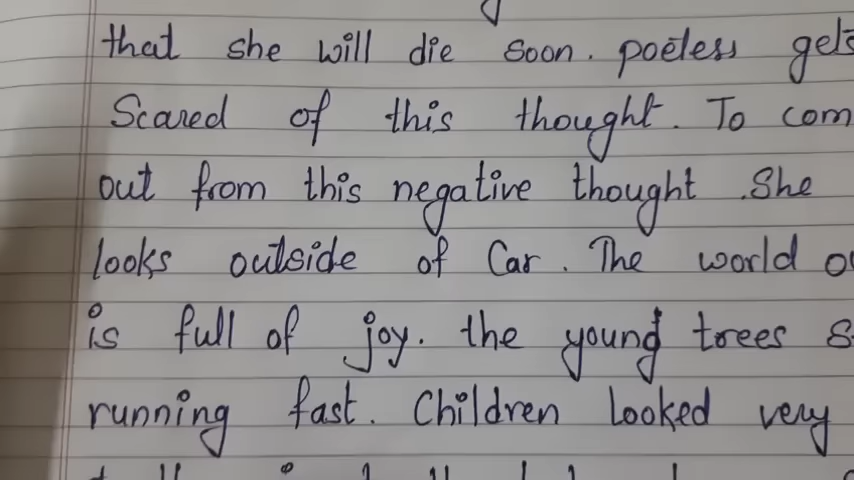 that she will die soon. poetess gets
Scared of this thought. To com
out from this negative thought .She
looks outside of Car. The world
is full of joy. the young trees
running fast. Children looked very